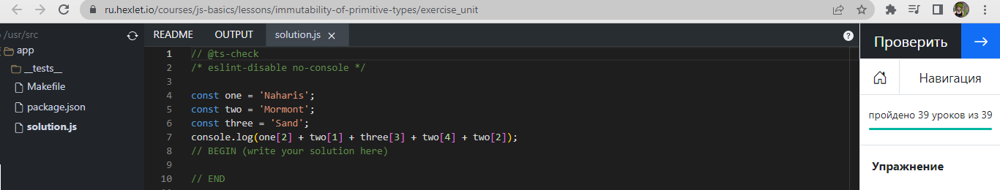 ru.hexlet.io/courses/js-basics/lessons/immutability-of-primitive-types/exercise_unit
/usr/src
app
__tests__
Makefile
package.json
solution.js
README OUTPUT solution.js
1 // @ts-check
2 /* eslint-disable no-console */
3
4 const one = 'Naharis';
5 const two = 'Mormont';
6 const three = 'Sand';
7 console.log(one[2] + two[1] + three[3] + two[4] + two[2]);
8 // BEGIN (write your solution here)
9
10 // END
Проверить
Навигация
пройдено 39 уроков из 39
Упражнение